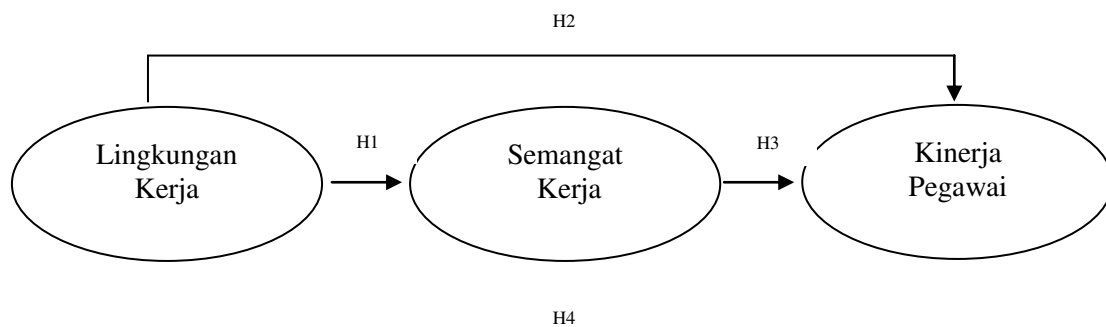 H2
Lingkungan
Kerja
H1
Semangat
Kerja
H3
Kinerja
Pegawai
H4